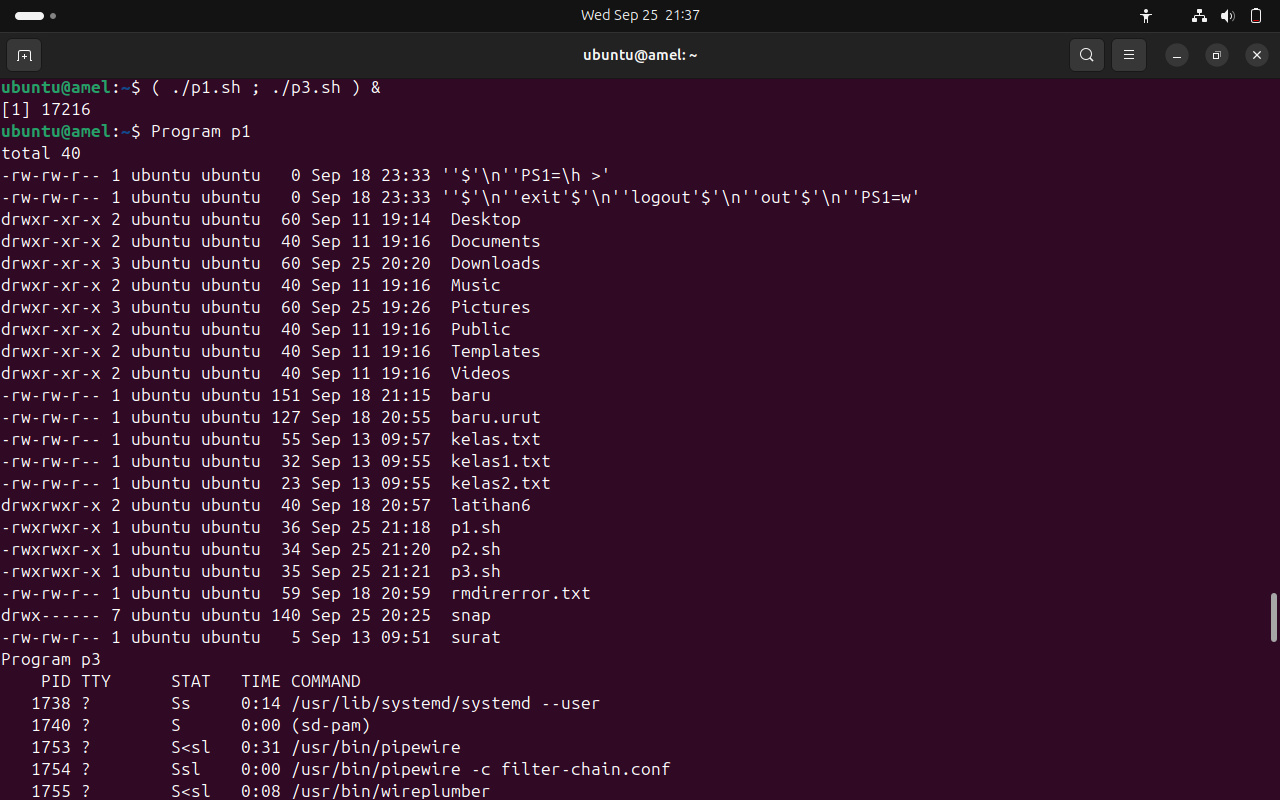 Wed Sep 25  21:37
ubuntu@amel: ~
ubuntu@amel:~$ ( ./p1.sh ; ./p3.sh ) &
[1] 17216
ubuntu@amel:~$ Program p1
total 40
-rw-rw-r-- 1 ubuntu ubuntu   0 Sep 18 23:33 ''$'\n''PS1=\h >'
-rw-rw-r-- 1 ubuntu ubuntu   0 Sep 18 23:33 ''$'\n''exit'$'\n''logout'$'\n''out'$'\n''PS1=w'
drwxr-xr-x 2 ubuntu ubuntu  60 Sep 11 19:14  Desktop
drwxr-xr-x 2 ubuntu ubuntu  40 Sep 11 19:16  Documents
drwxr-xr-x 3 ubuntu ubuntu  60 Sep 25 20:20  Downloads
drwxr-xr-x 2 ubuntu ubuntu  40 Sep 11 19:16  Music
drwxr-xr-x 3 ubuntu ubuntu  60 Sep 25 19:26  Pictures
drwxr-xr-x 2 ubuntu ubuntu  40 Sep 11 19:16  Public
drwxr-xr-x 2 ubuntu ubuntu  40 Sep 11 19:16  Templates
drwxr-xr-x 2 ubuntu ubuntu  40 Sep 11 19:16  Videos
-rw-rw-r-- 1 ubuntu ubuntu 151 Sep 18 21:15  baru
-rw-rw-r-- 1 ubuntu ubuntu 127 Sep 18 20:55  baru.urut
-rw-rw-r-- 1 ubuntu ubuntu  55 Sep 13 09:57  kelas.txt
-rw-rw-r-- 1 ubuntu ubuntu  32 Sep 13 09:55  kelas1.txt
-rw-rw-r-- 1 ubuntu ubuntu  23 Sep 13 09:55  kelas2.txt
drwxrwxr-x 2 ubuntu ubuntu  40 Sep 18 20:57  latihan6
-rwxrwxr-x 1 ubuntu ubuntu  36 Sep 25 21:18  p1.sh
-rwxrwxr-x 1 ubuntu ubuntu  34 Sep 25 21:20  p2.sh
-rwxrwxr-x 1 ubuntu ubuntu  35 Sep 25 21:21  p3.sh
-rw-rw-r-- 1 ubuntu ubuntu  59 Sep 18 20:59  rmdirerror.txt
drwx------ 7 ubuntu ubuntu 140 Sep 25 20:25  snap
-rw-rw-r-- 1 ubuntu ubuntu   5 Sep 13 09:51  surat
Program p3
    PID TTY      STAT   TIME COMMAND
   1738 ?        Ss     0:14 /usr/lib/systemd/systemd --user
   1740 ?        S      0:00 (sd-pam)
   1753 ?        S<sl   0:31 /usr/bin/pipewire
   1754 ?        Ssl    0:00 /usr/bin/pipewire -c filter-chain.conf
   1755 ?        S<sl   0:08 /usr/bin/wireplumber